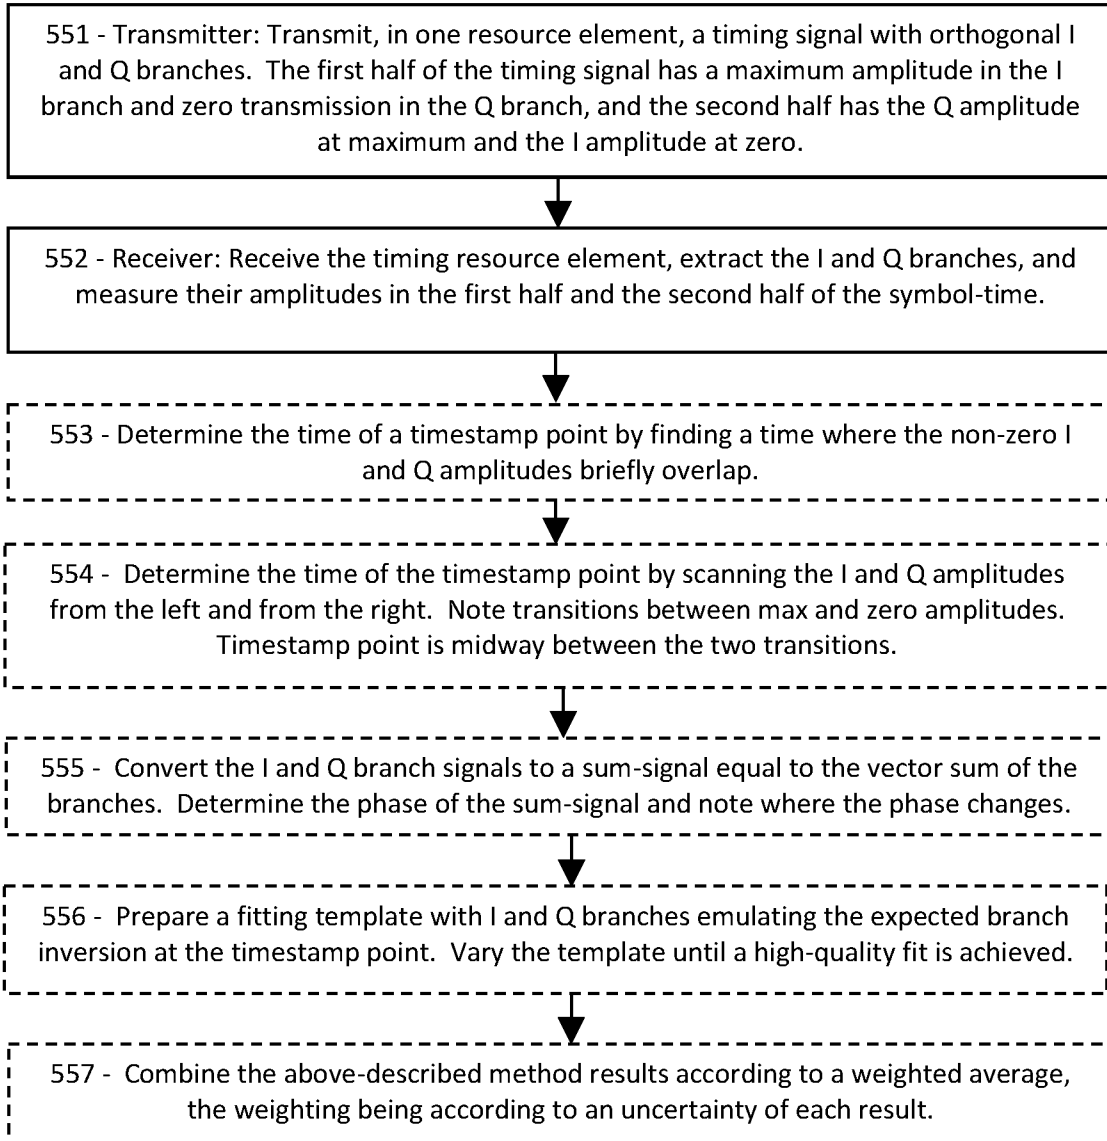 551 - Transmitter: Transmit, in one resource element, a timing signal with orthogonal I
and Q branches.  The first half of the timing signal has a maximum amplitude in the I
branch and zero transmission in the Q branch, and the second half has the Q amplitude
at maximum and the I amplitude at zero.
552 - Receiver: Receive the timing resource element, extract the I and Q branches, and
measure their amplitudes in the first half and the second half of the symbol-time.
553 - Determine the time of a timestamp point by finding a time where the non-zero I
and Q amplitudes briefly overlap.
554 -  Determine the time of the timestamp point by scanning the I and Q amplitudes
from the left and from the right.  Note transitions between max and zero amplitudes.
Timestamp point is midway between the two transitions.
555 -  Convert the I and Q branch signals to a sum-signal equal to the vector sum of the
branches.  Determine the phase of the sum-signal and note where the phase changes.
556 -  Prepare a fitting template with I and Q branches emulating the expected branch
inversion at the timestamp point.  Vary the template until a high-quality fit is achieved.
557 -  Combine the above-described method results according to a weighted average,
the weighting being according to an uncertainty of each result.